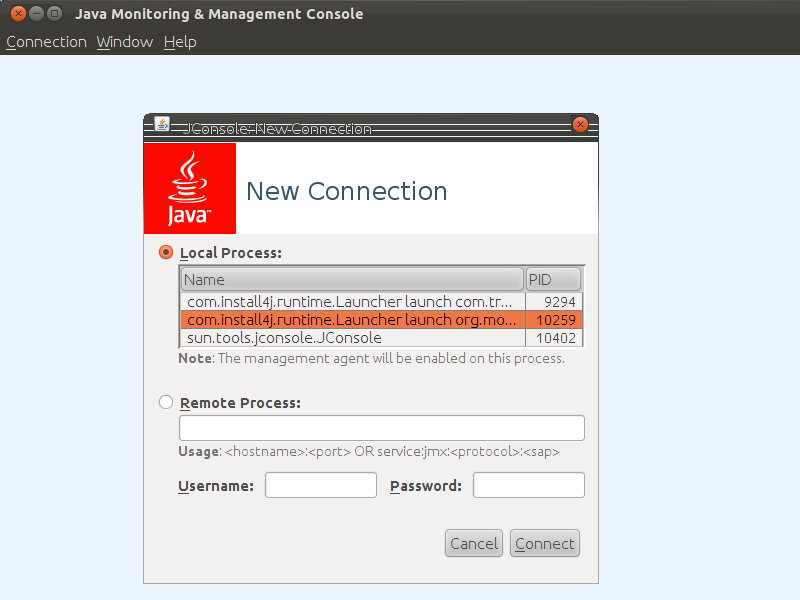 Java Monitoring & Management Console
Connection Window Help
JConsole: New Connection
Java™
New Connection
Local Process:
Name PID
com.install4j.runtime.Launcher launch com.tr... 9294
com.install4j.runtime.Launcher launch org.mo... 10259
sun.tools.jconsole.JConsole 10402
Note: The management agent will be enabled on this process.
Remote Process:
Usage: <hostname>:<port> OR service:jmx:<protocol>:<sap>
Username: Password:
Cancel Connect